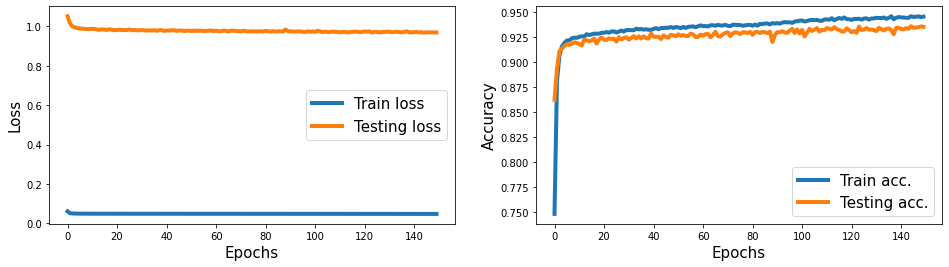 1.0
0.8
0.6
0.4
0.2
0.0
Loss
0 20 40 60 80 100 120 140
Epochs
Train loss
Testing loss
0.950
0.925
0.900
0.875
0.850
0.825
0.800
0.775
0.750
Accuracy
0 20 40 60 80 100 120 140
Epochs
Train acc.
Testing acc.